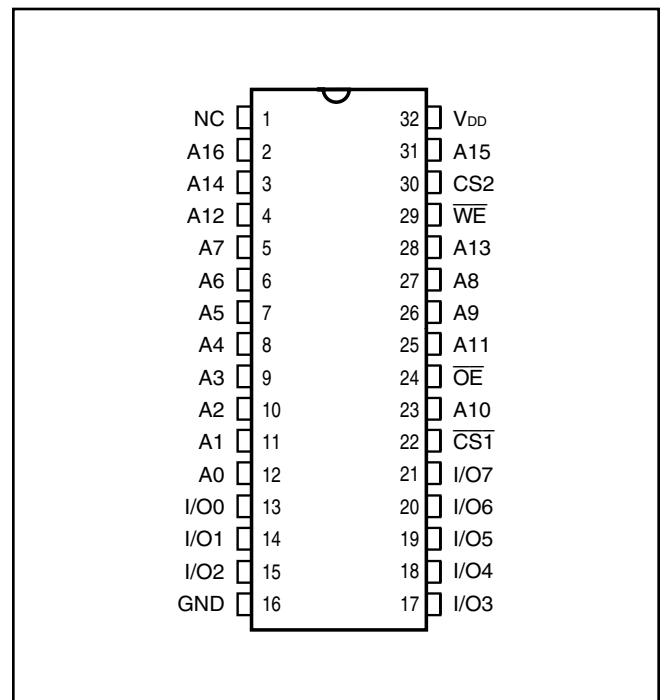 NC 1 32 VDD
A16 2 31 A15
A14 3 30 CS2
A12 4 29 W̅E̅
A7 5 28 A13
A6 6 27 A8
A5 7 26 A9
A4 8 25 A11
A3 9 24 O̅E̅
A2 10 23 A10
A1 11 22 C̅S̅1̅
A0 12 21 I/O7
I/O0 13 20 I/O6
I/O1 14 19 I/O5
I/O2 15 18 I/O4
GND 16 17 I/O3